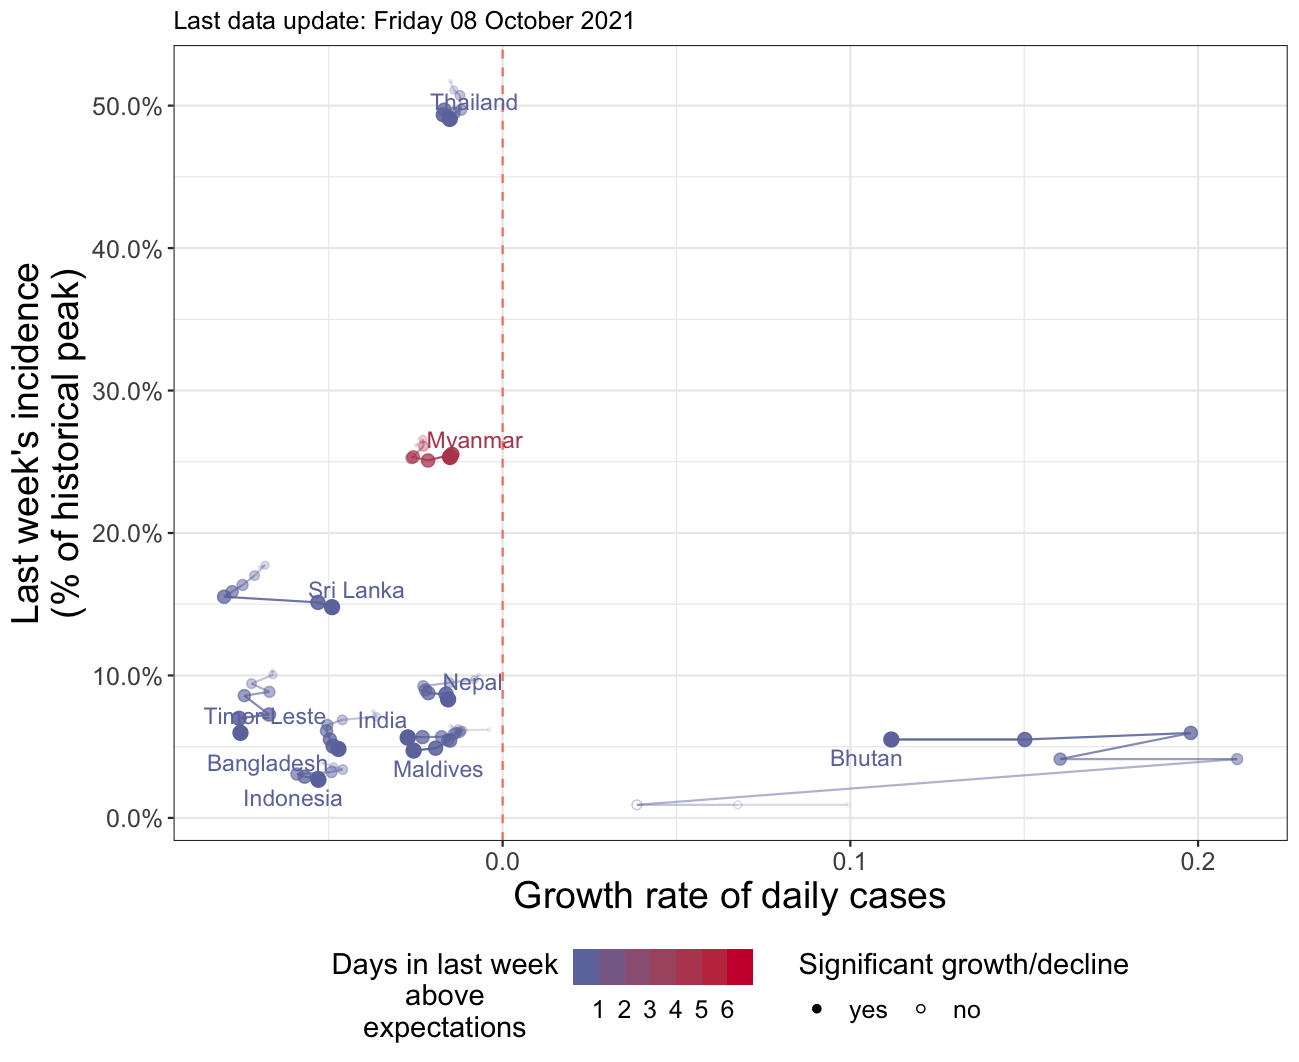 Last data update: Friday 08 October 2021
Last week's incidence
(% of historical peak)
50.0%
40.0%
30.0%
20.0%
10.0%
0.0%
Thailand
Myanmar
Sri Lanka
Nepal
Timor-Leste
India
Bangladesh
Maldives
Indonesia
Bhutan
0.0
0.1
0.2
Growth rate of daily cases
Days in last week
above
expectations
1 2 3 4 5 6
Significant growth/decline
yes
no